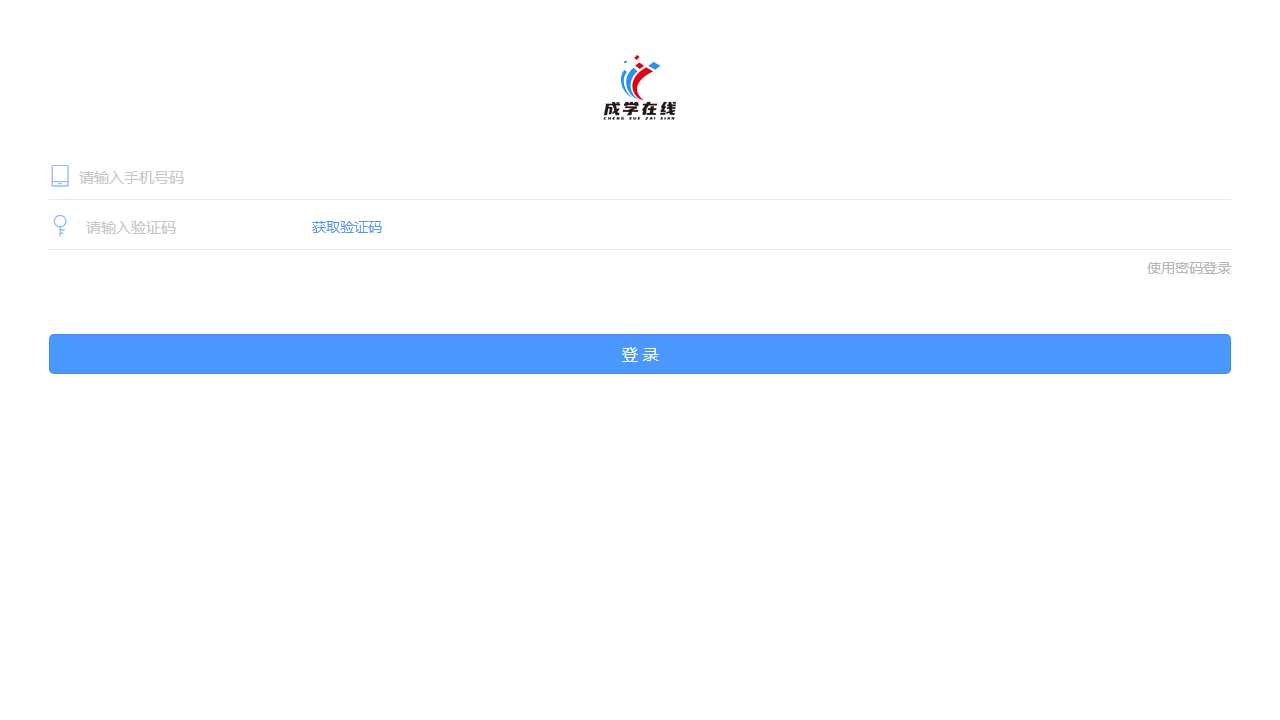 成学在线
CHENG XUE ZAI XIAN
请输入手机号码
请输入验证码 获取验证码
使用密码登录
登 录